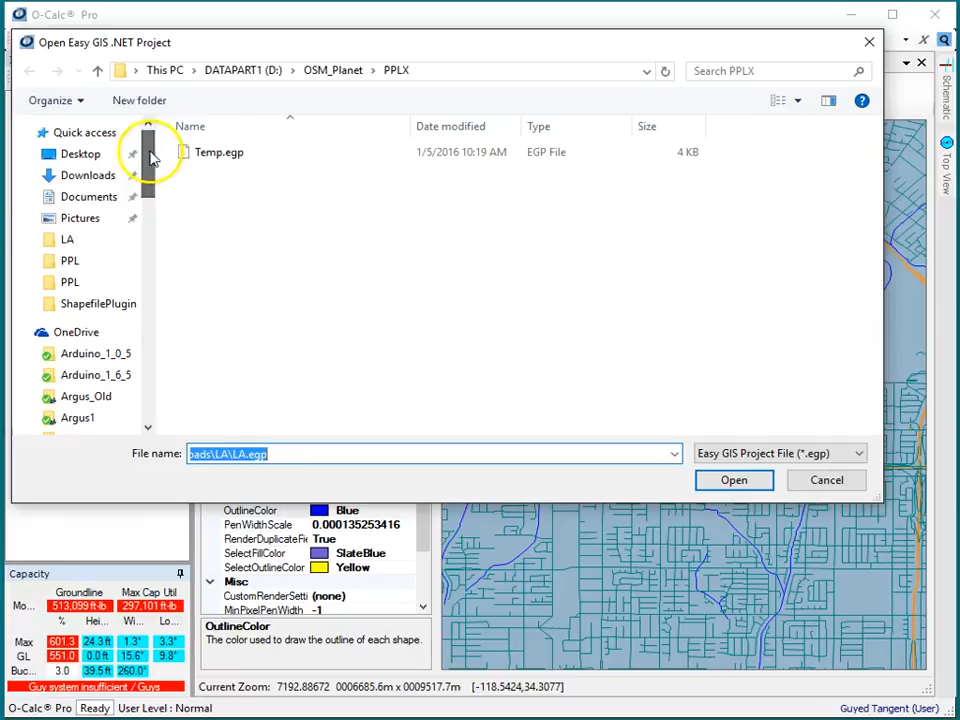 O-Calc® Pro
Open Easy GIS .NET Project
This PC
DATAPART1 (D:)
OSM_Planet
PPLX
Search PPLX
Organize
New folder
Name
Date modified
Type
Size
Temp.egp
1/5/2016 10:19 AM
EGP File
4 KB
Quick access
Desktop
Downloads
Documents
Pictures
LA
PPL
PPL
ShapefilePlugin
OneDrive
Arduino_1_0_5
Arduino_1_6_5
Argus_Old
Argus1
File name:
oads\LA\LA.egp
Easy GIS Project File (*.egp)
Open
Cancel
Schematic
Top View
OutlineColor Blue
PenWidthScale 0.000135253416
RenderDuplicateFi True
SelectFillColor SlateBlue
SelectOutlineColor Yellow
Misc
CustomRenderSetti (none)
MinPixelPenWidth -1
OutlineColor
The color used to draw the outline of each shape.
Capacity
Groundline Max Cap Util
Mo... 513,099 ft-lb 297,101 ft-lb
% Hei... Wi... Lo...
Max 601.3 24.3 ft 1.3° 3.3°
GL 551.0 0.0 ft 15.6° 9.8°
Buc... 3.0 39.5 ft 260.0°
Guy system insufficient / Guys
Current Zoom: 7192.88672 0006685.6m x 0009517.7m [-118.5424,34.3077]
O-Calc® Pro Ready User Level : Normal
Guyed Tangent (User)